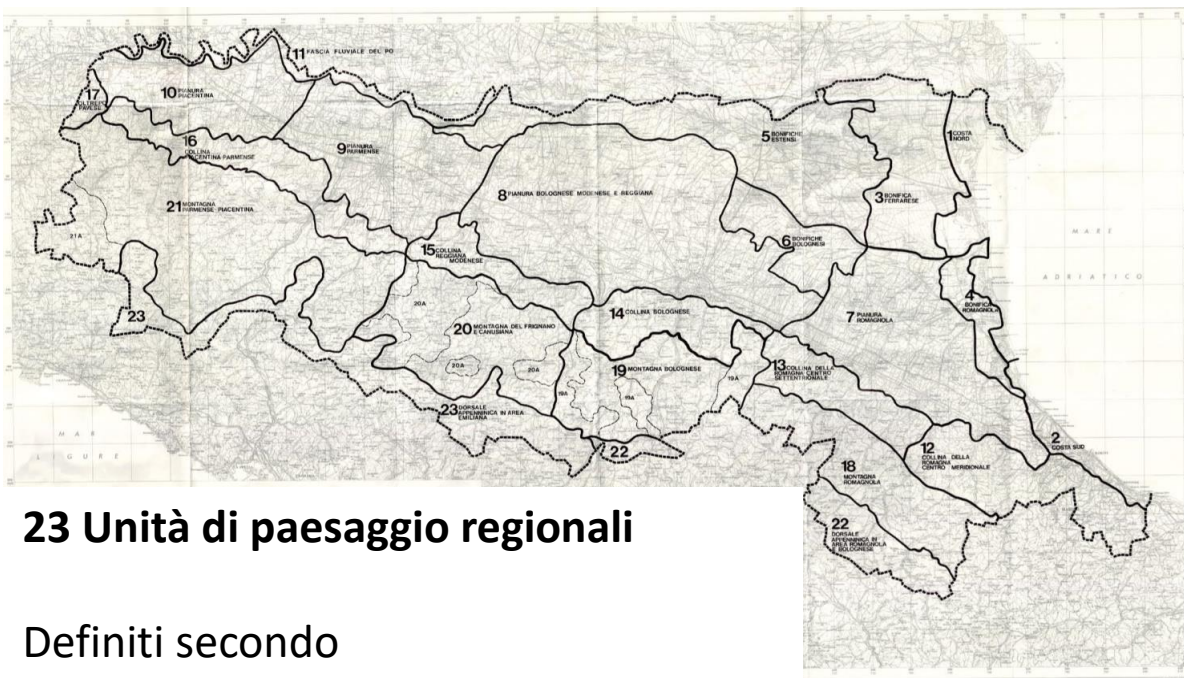 11 FASCIA FLUVIALE DEL PO
17 OLTREPO
PAVESE
10 PIANURA
PIACENTINA
16
COLLINA
PIACENTINA PARMENSE
9 PIANURA
PARMENSE
5 BONIFICHE
ESTENSI
1 COSTA
NORD
21 MONTAGNA
PARMENSE PIACENTINA
21A
8 PIANURA BOLOGNESE MODENESE E REGGIANA
3 BONIFICA
FERRARESE
MARE
ADRIATICO
15 COLLINA
REGGIANA
MODENESE
6 BONIFICHE
BOLOGNESI
4
BONIFICA
ROMAGNOLA
23
20A
14 COLLINA BOLOGNESE
7 PIANURA
ROMAGNOLA
20 MONTAGNA DEL FRIGNANO
E CANUSIANA
20A
20A
19 MONTAGNA BOLOGNESE
19A
19A
19A
13 COLLINA DELLA
ROMAGNA CENTRO
SETTENTRIONALE
23 DORSALE
APPENNINICA IN AREA
EMILIANA
22
MAR
LIGURE
12
COLLINA DELLA
ROMAGNA
CENTRO MERIDIONALE
2
COSTA SUD
18
MONTAGNA
ROMAGNOLA
22
DORSALE
APPENNINICA IN
AREA ROMAGNOLA
E BOLOGNESE
23 Unità di paesaggio regionali
Definiti secondo